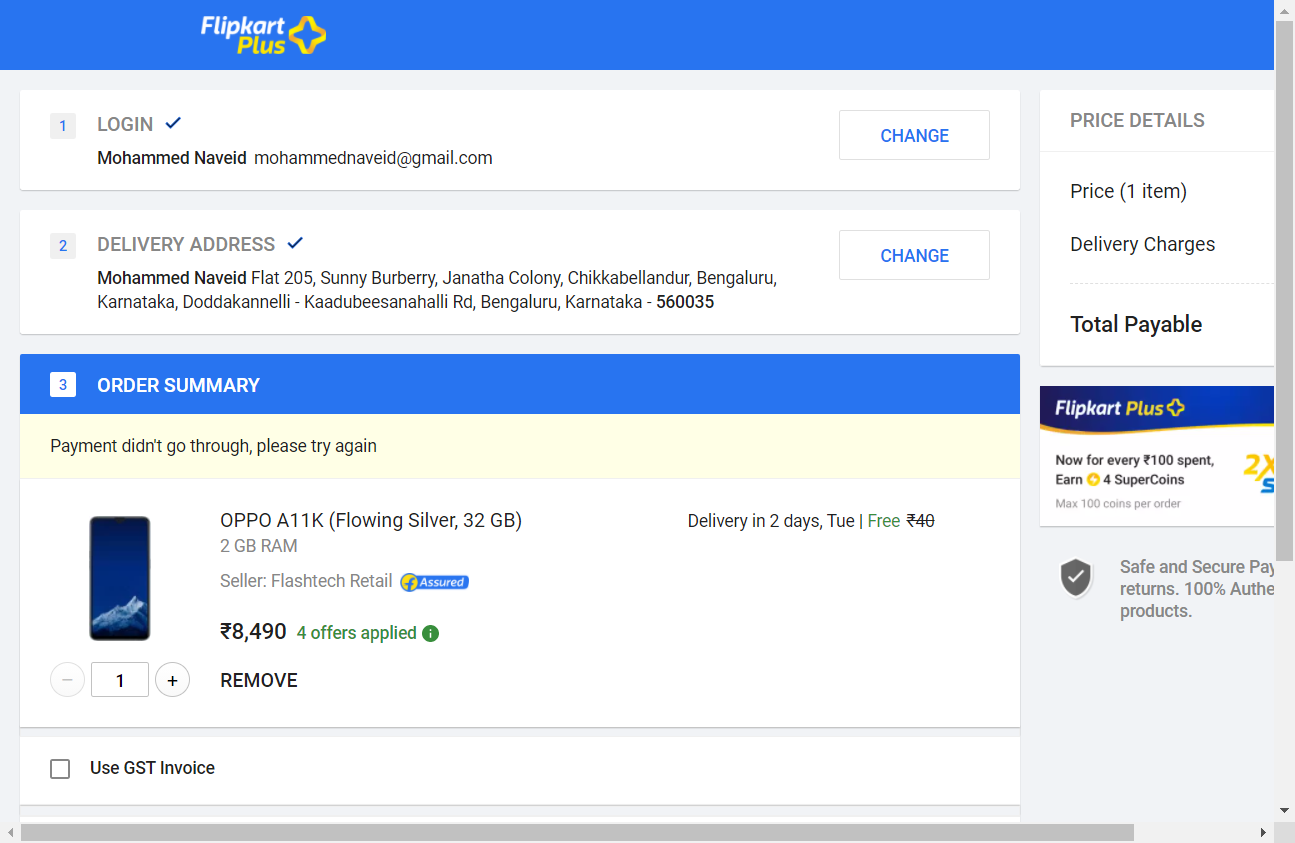 Flipkart
Plus
1 LOGIN
Mohammed Naveid mohammednaveid@gmail.com
CHANGE
2 DELIVERY ADDRESS
Mohammed Naveid Flat 205, Sunny Burberry, Janatha Colony, Chikkabellandur, Bengaluru,
Karnataka, Doddakannelli - Kaadubeesanahalli Rd, Bengaluru, Karnataka - 560035
CHANGE
3 ORDER SUMMARY
Payment didn't go through, please try again
OPPO A11K (Flowing Silver, 32 GB)
2 GB RAM
Seller: Flashtech Retail f Assured
₹8,490 4 offers applied i
Delivery in 2 days, Tue | Free ₹40
− 1 + REMOVE
Use GST Invoice
PRICE DETAILS
Price (1 item)
Delivery Charges
Total Payable
Flipkart Plus
Now for every ₹100 spent,
Earn 4 SuperCoins
Max 100 coins per order
2X
S
Safe and Secure Pay
returns. 100% Authe
products.